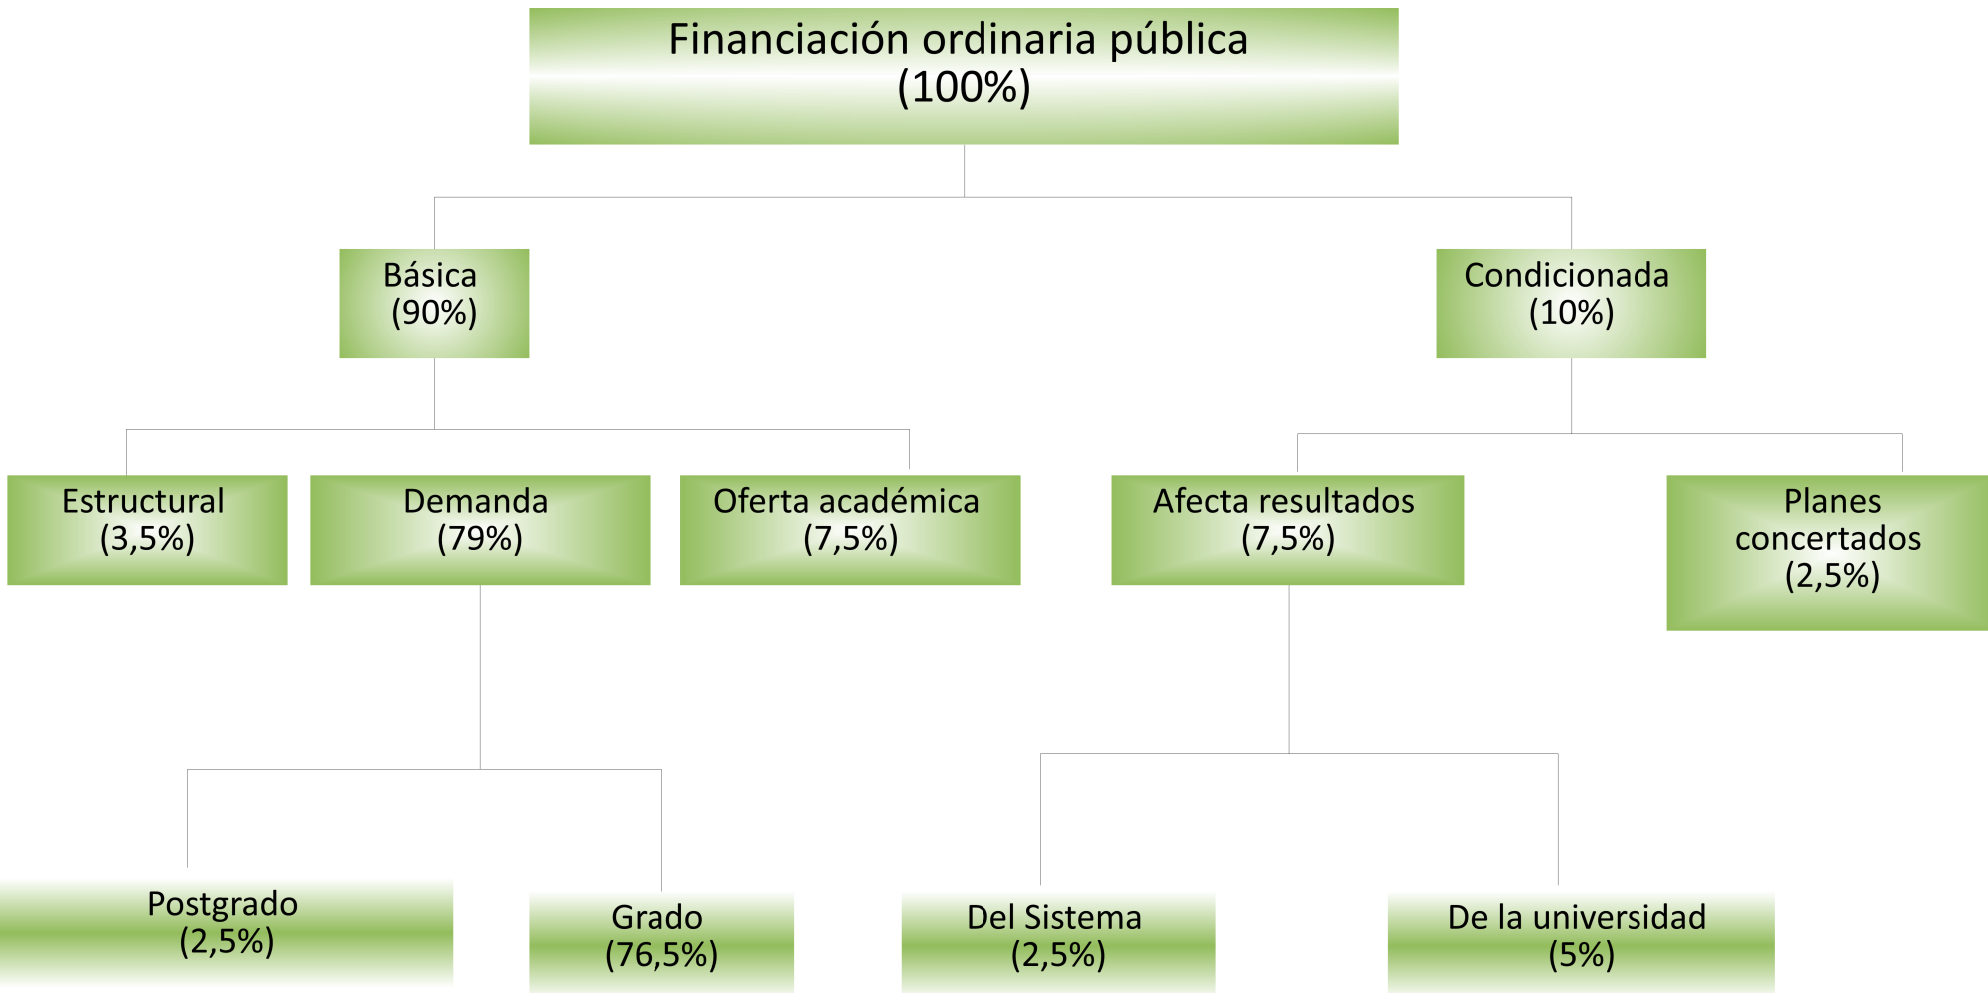 Financiación ordinaria pública
(100%)
Básica
(90%)
Condicionada
(10%)
Estructural
(3,5%)
Demanda
(79%)
Oferta académica
(7,5%)
Afecta resultados
(7,5%)
Planes
concertados
(2,5%)
Postgrado
(2,5%)
Grado
(76,5%)
Del Sistema
(2,5%)
De la universidad
(5%)